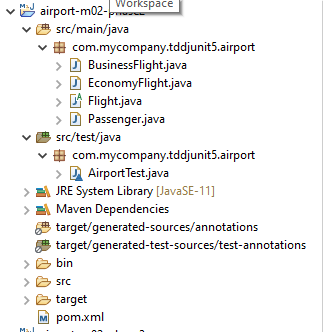 Workspace
airport-m02-phase2
src/main/java
com.mycompany.tddjunit5.airport
BusinessFlight.java
EconomyFlight.java
Flight.java
Passenger.java
src/test/java
com.mycompany.tddjunit5.airport
AirportTest.java
JRE System Library [JavaSE-11]
Maven Dependencies
target/generated-sources/annotations
target/generated-test-sources/test-annotations
bin
src
target
pom.xml